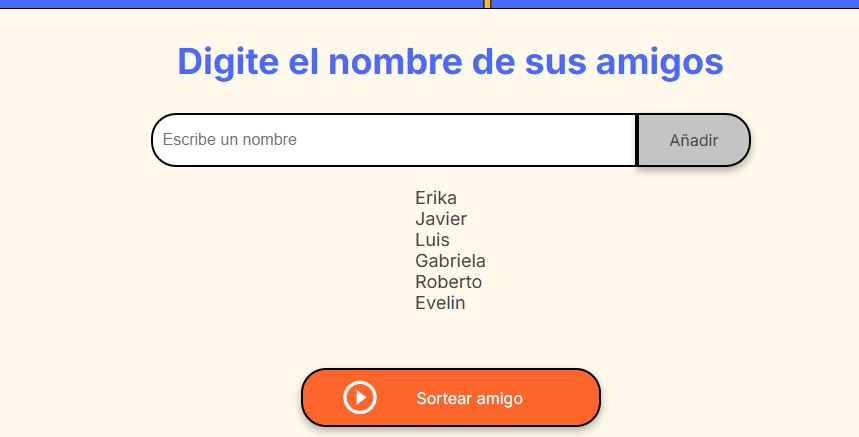 Digite el nombre de sus amigos
Escribe un nombre
Añadir
Erika
Javier
Luis
Gabriela
Roberto
Evelin
Sortear amigo